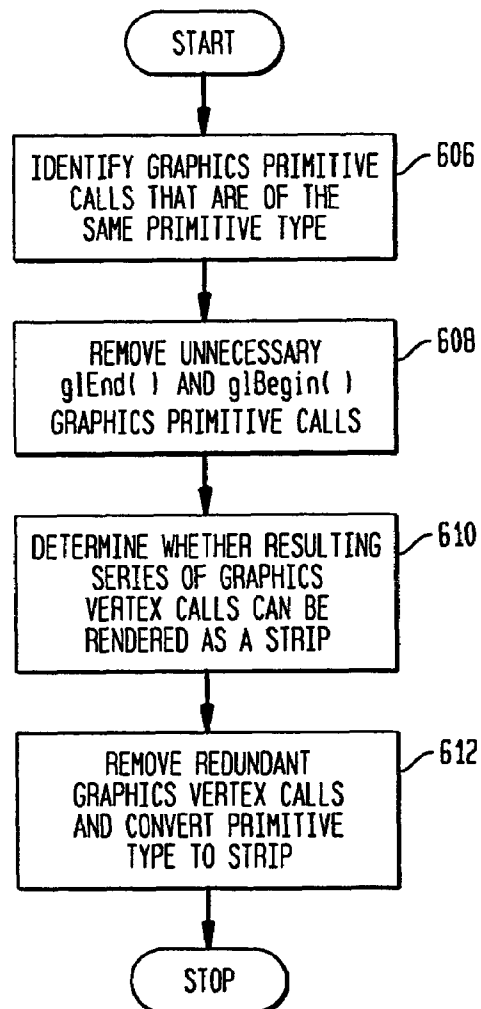 START
IDENTIFY GRAPHICS PRIMITIVE
CALLS THAT ARE OF THE
SAME PRIMITIVE TYPE
606
REMOVE UNNECESSARY
glEnd( ) AND glBegin( )
GRAPHICS PRIMITIVE CALLS
608
DETERMINE WHETHER RESULTING
SERIES OF GRAPHICS
VERTEX CALLS CAN BE
RENDERED AS A STRIP
610
REMOVE REDUNDANT
GRAPHICS VERTEX CALLS
AND CONVERT PRIMITIVE
TYPE TO STRIP
612
STOP